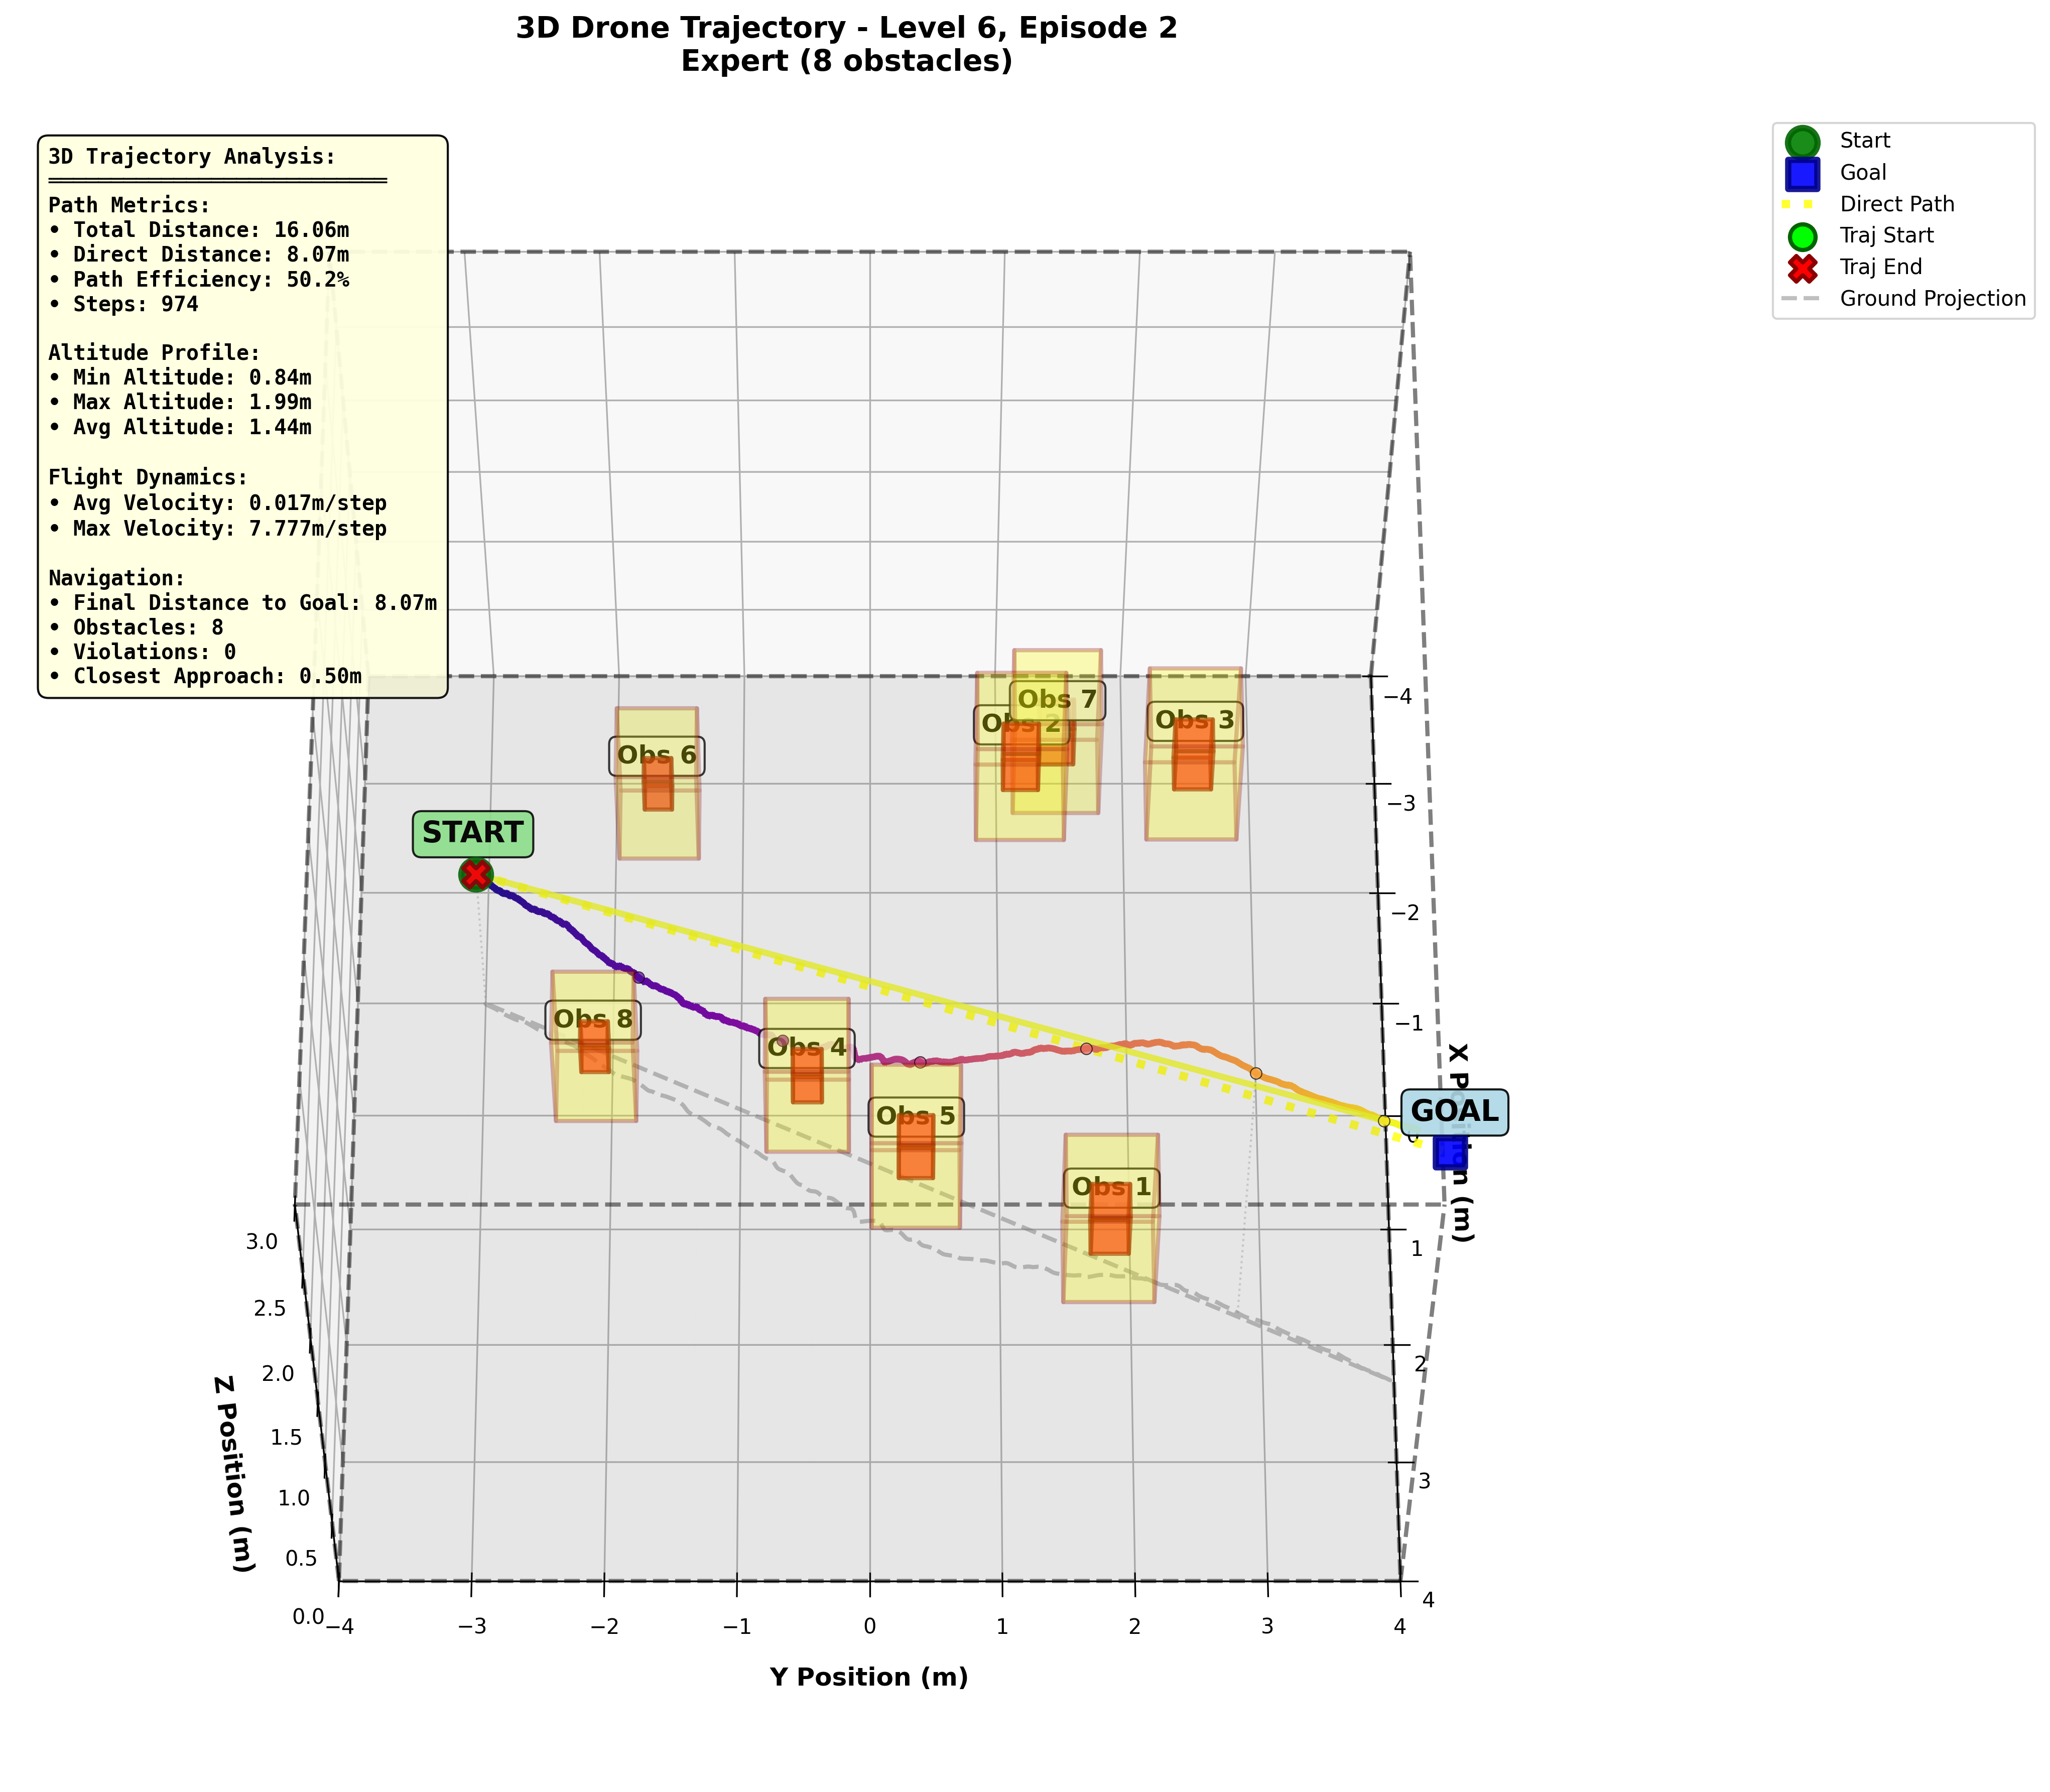 3D Drone Trajectory - Level 6, Episode 2
Expert (8 obstacles)
3D Trajectory Analysis:
Path Metrics:
• Total Distance: 16.06m
• Direct Distance: 8.07m
• Path Efficiency: 50.2%
• Steps: 974
Altitude Profile:
• Min Altitude: 0.84m
• Max Altitude: 1.99m
• Avg Altitude: 1.44m
Flight Dynamics:
• Avg Velocity: 0.017m/step
• Max Velocity: 7.777m/step
Navigation:
• Final Distance to Goal: 8.07m
• Obstacles: 8
• Violations: 0
• Closest Approach: 0.50m
Start
Goal
Direct Path
Traj Start
Traj End
Ground Projection
Obs 7
Obs 2
Obs 3
Obs 6
START
Obs 8
Obs 4
Obs 5
Obs 1
GOAL
−4
−3
−2
−1
0
1
2
3
4
X Position (m)
3.0
2.5
2.0
1.5
1.0
0.5
0.0
Z Position (m)
−4
−3
−2
−1
0
1
2
3
4
Y Position (m)